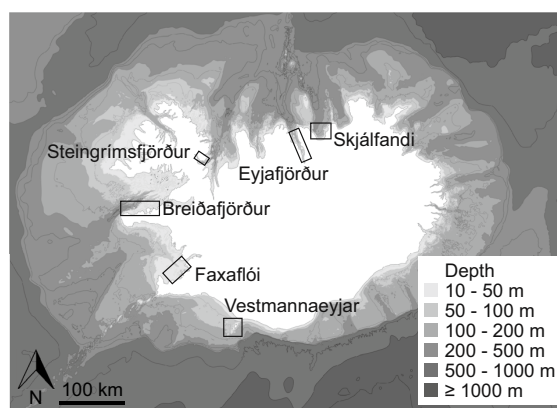 Skjálfandi
Steingrímsfjörður
Eyjafjörður
Breiðafjörður
Faxaflói
Vestmannaeyjar
Depth
10 - 50 m
50 - 100 m
100 - 200 m
200 - 500 m
500 - 1000 m
≥ 1000 m
N
100 km